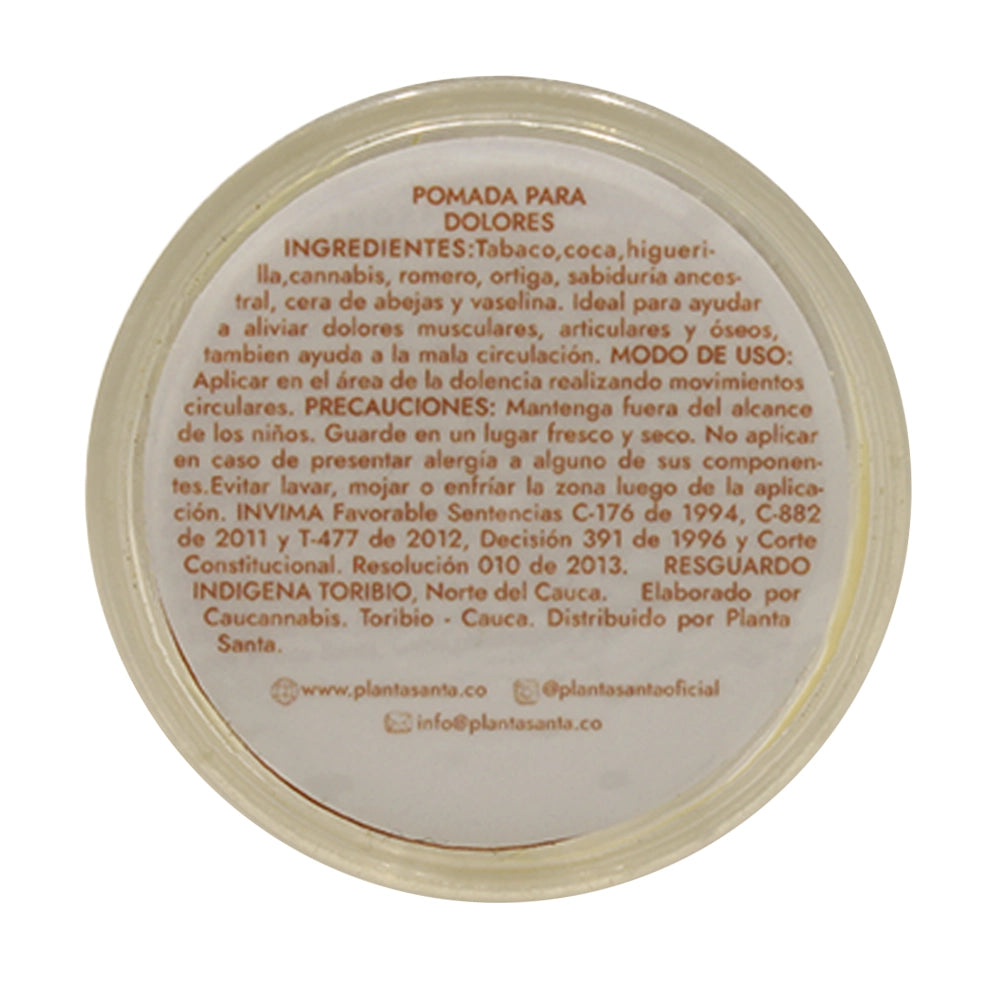 POMADA PARA
DOLORES
INGREDIENTES:Tabaco,coca,higueri-
lla,cannabis, romero, ortiga, sabiduría ances-
tral, cera de abejas y vaselina. Ideal para ayudar
a aliviar dolores musculares, articulares y óseos,
tambien ayuda a la mala circulación. MODO DE USO:
Aplicar en el área de la dolencia realizando movimientos
circulares. PRECAUCIONES: Mantenga fuera del alcance
de los niños. Guarde en un lugar fresco y seco. No aplicar
en caso de presentar alergía a alguno de sus componen-
tes.Evitar lavar, mojar o enfríar la zona luego de la aplica-
ción. INVIMA Favorable Sentencias C-176 de 1994, C-882
de 2011 y T-477 de 2012, Decisión 391 de 1996 y Corte
Constitucional. Resolución 010 de 2013. RESGUARDO
INDIGENA TORIBIO, Norte del Cauca. Elaborado por
Caucannabis. Toribio - Cauca. Distribuido por Planta
Santa.
www.plantasanta.co @plantasantaoficial
info@plantasanta.co